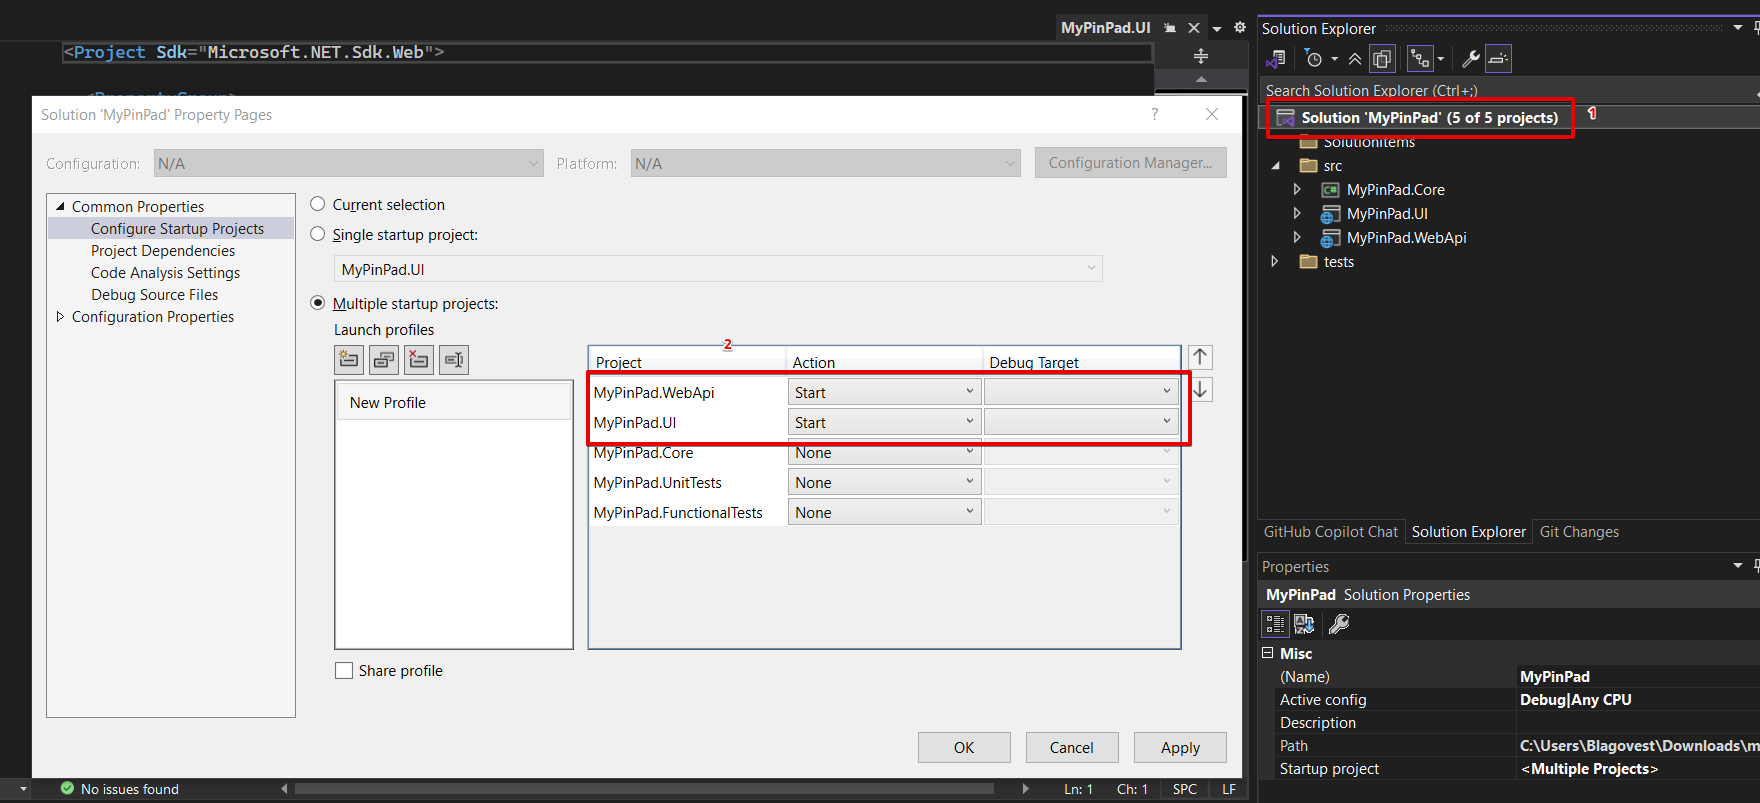 MyPinPad.UI
<Project Sdk="Microsoft.NET.Sdk.Web">
Solution 'MyPinPad' Property Pages
?
Configuration:
N/A
Platform:
N/A
Configuration Manager...
Common Properties
Configure Startup Projects
Project Dependencies
Code Analysis Settings
Debug Source Files
Configuration Properties
Current selection
Single startup project:
MyPinPad.UI
Multiple startup projects:
Launch profiles
New Profile
Share profile
2
Project Action Debug Target
MyPinPad.WebApi Start
MyPinPad.UI Start
MyPinPad.Core None
MyPinPad.UnitTests None
MyPinPad.FunctionalTests None
OK Cancel Apply
No issues found
Ln: 1 Ch: 1 SPC LF
Solution Explorer
Search Solution Explorer (Ctrl+;)
Solution 'MyPinPad' (5 of 5 projects)
1
SolutionItems
src
C# MyPinPad.Core
MyPinPad.UI
MyPinPad.WebApi
tests
GitHub Copilot Chat Solution Explorer Git Changes
Properties
MyPinPad Solution Properties
Misc
(Name) MyPinPad
Active config Debug|Any CPU
Description
Path C:\Users\Blagovest\Downloads\m
Startup project <Multiple Projects>